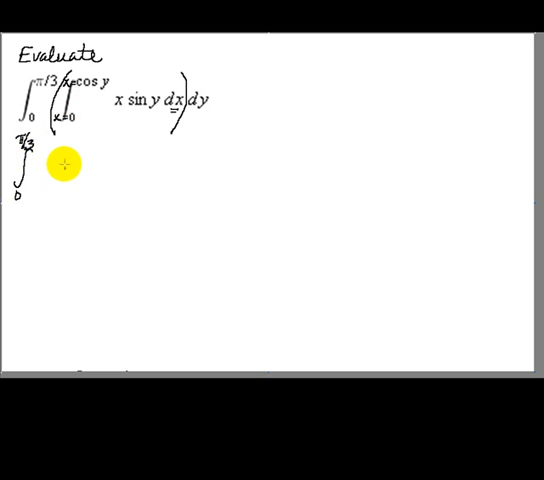 Evaluate
∫₀^π/3 (∫ₓ₌₀^x=cos y x sin y dx) dy
∫₀^π/3